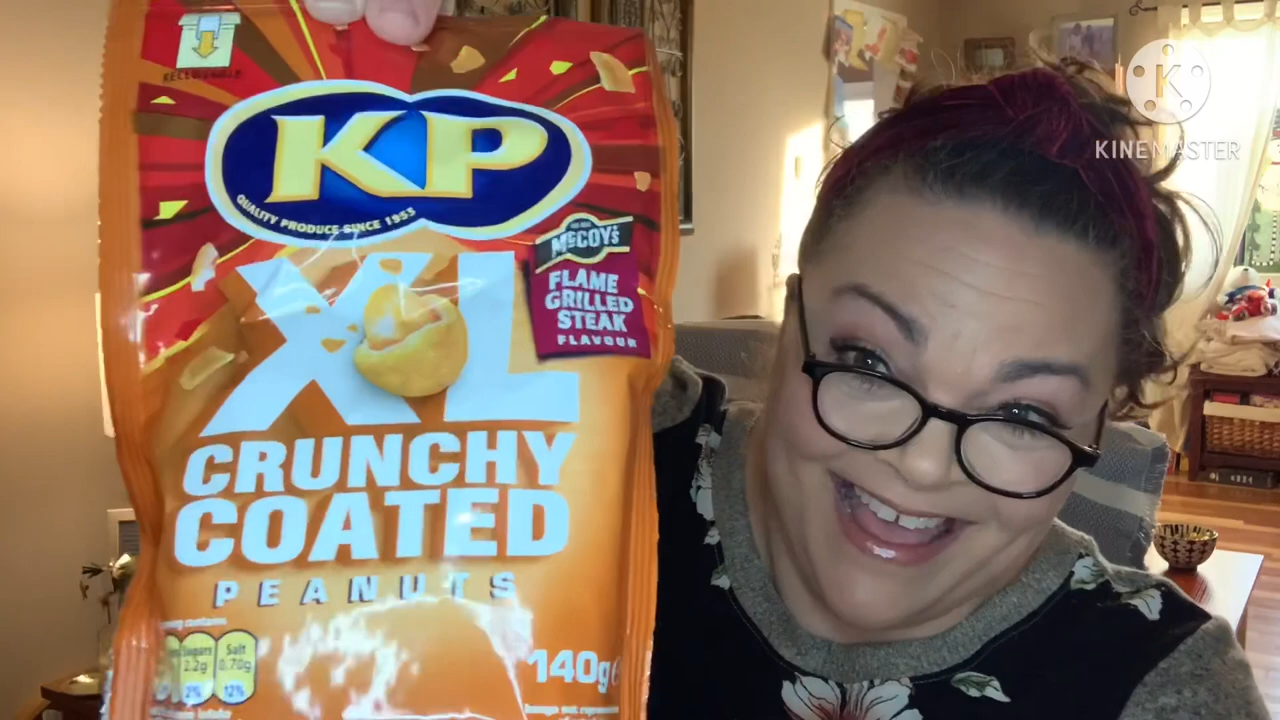 RECLOSABLE
KP
QUALITY PRODUCE SINCE 1953
McCOY'S
FLAME
GRILLED
STEAK
FLAVOUR
XL
CRUNCHY
COATED
PEANUTS
contains
Sugars Salt
2.2g 0.70g
2% 12%
140g
K
KINEMASTER